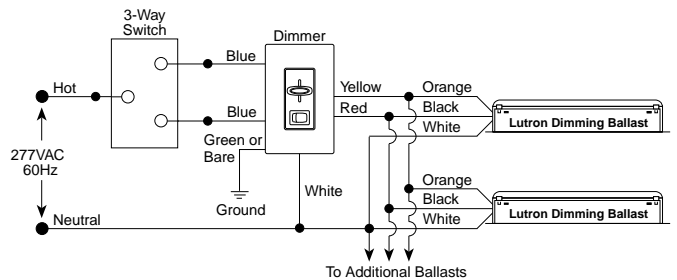 3-Way
Switch
Dimmer
Blue
Hot
Yellow
Orange
Red
Black
White
Lutron Dimming Ballast
Blue
Green or
Bare
277VAC
60Hz
White
Ground
Orange
Black
White
Lutron Dimming Ballast
Neutral
To Additional Ballasts